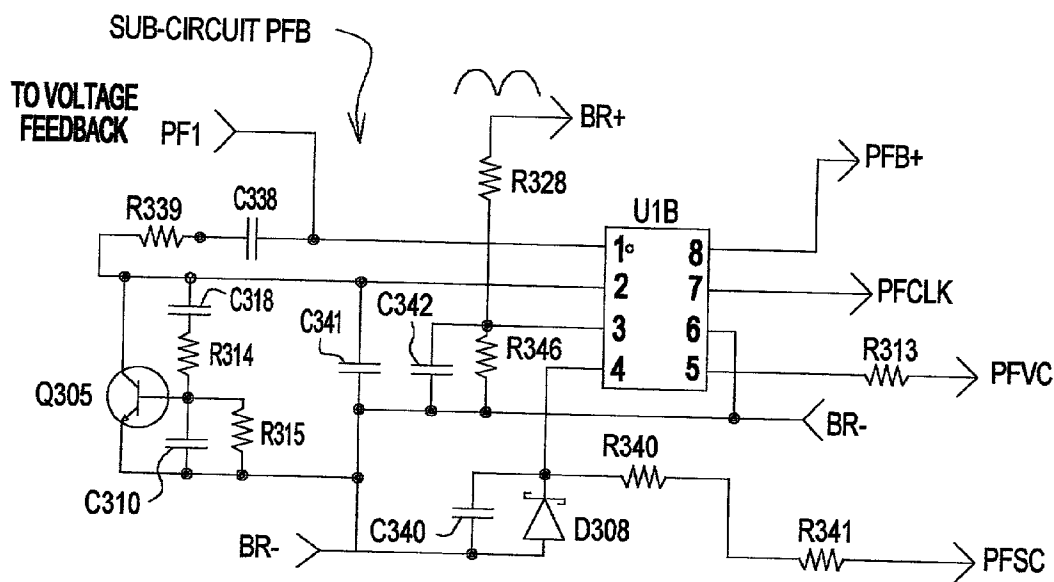 SUB-CIRCUIT PFB
TO VOLTAGE
FEEDBACK
PF1
BR+
R328
PFB+
R339
C338
U1B
1
8
2
7
PFCLK
C318
C341
C342
3
6
R314
R346
4
5
R313
PFVC
Q305
R315
BR-
R340
C310
C340
D308
R341
BR-
PFSC